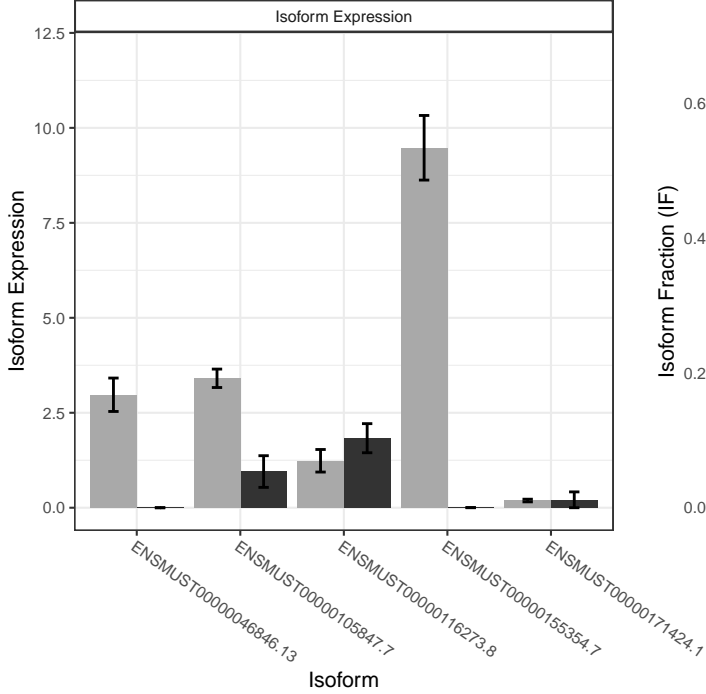 Isoform Expression
12.5
10.0
7.5
5.0
2.5
0.0
Isoform Expression
ENSMUST00000046846.13
ENSMUST00000105847.7
ENSMUST00000116273.8
ENSMUST00000155354.7
ENSMUST00000171424.1
Isoform
Isoform Fraction (IF)
0.6
0.4
0.2
0.0